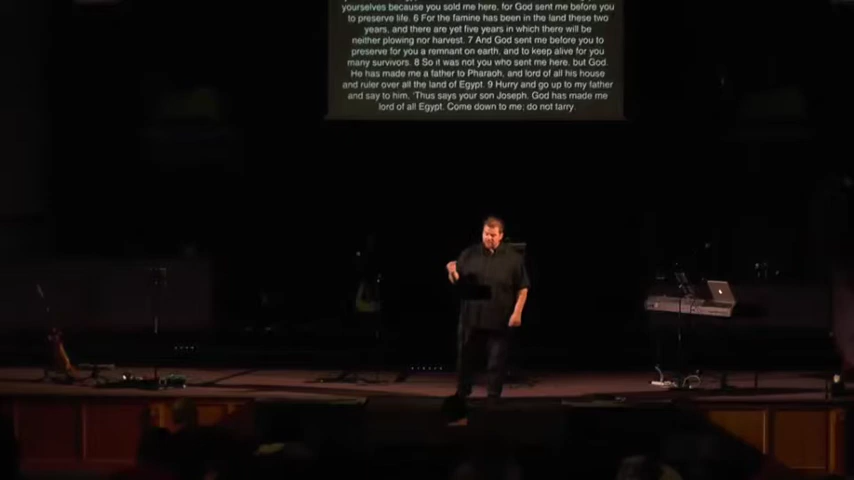 yourselves because you sold me here, for God sent me before you
to preserve life. 6 For the famine has been in the land these two
years, and there are yet five years in which there will be
neither plowing nor harvest. 7 And God sent me before you to
preserve for you a remnant on earth, and to keep alive for you
many survivors. 8 So it was not you who sent me here, but God.
He has made me a father to Pharaoh, and lord of all his house
and ruler over all the land of Egypt. 9 Hurry and go up to my father
and say to him, 'Thus says your son Joseph, God has made me
lord of all Egypt. Come down to me; do not tarry.